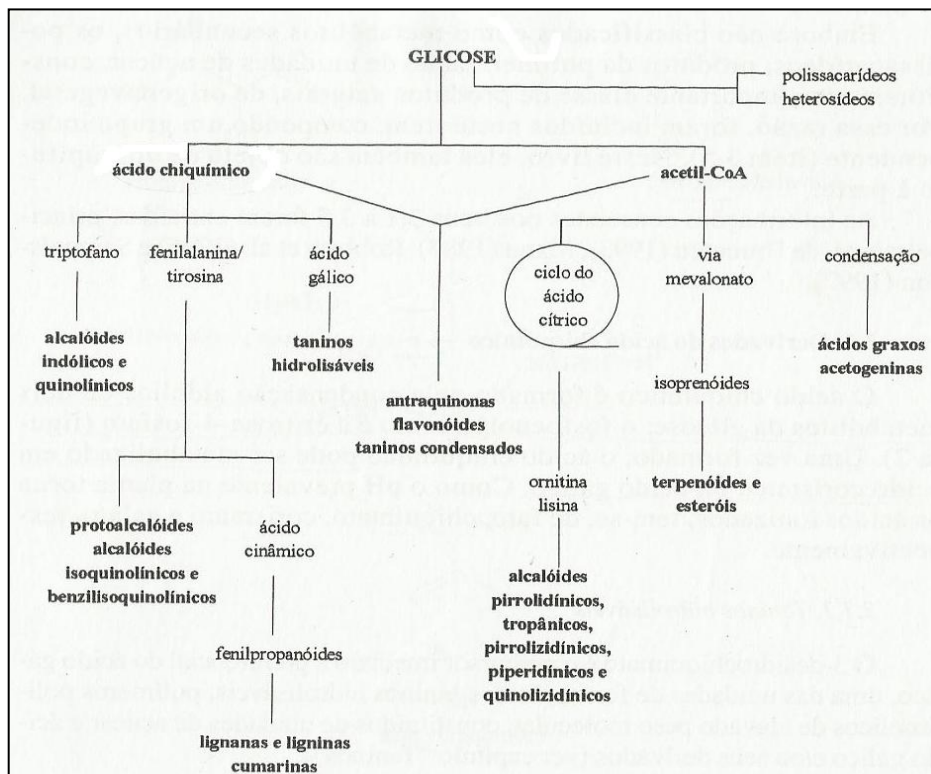 GLICOSE
polissacarídeos
heterosídeos
ácido chiquímico
acetil-CoA
triptofano
fenilalanina/
tirosina
ácido
gálico
ciclo do
ácido
cítrico
via
mevalonato
condensação
alcalóides
indólicos e
quinolínicos
taninos
hidrolisáveis
antraquinonas
flavonóides
taninos condensados
isoprenóides
ácidos graxos
acetogeninas
ornitina
lisina
terpenóides e
esteróis
protoalcalóides
alcalóides
isoquinolínicos e
benzilisoquinolínicos
ácido
cinâmico
alcalóides
pirrolidínicos,
tropânicos,
pirrolizidínicos,
piperidínicos e
quinolizidínicos
fenilpropanóides
lignanas e ligninas
cumarinas